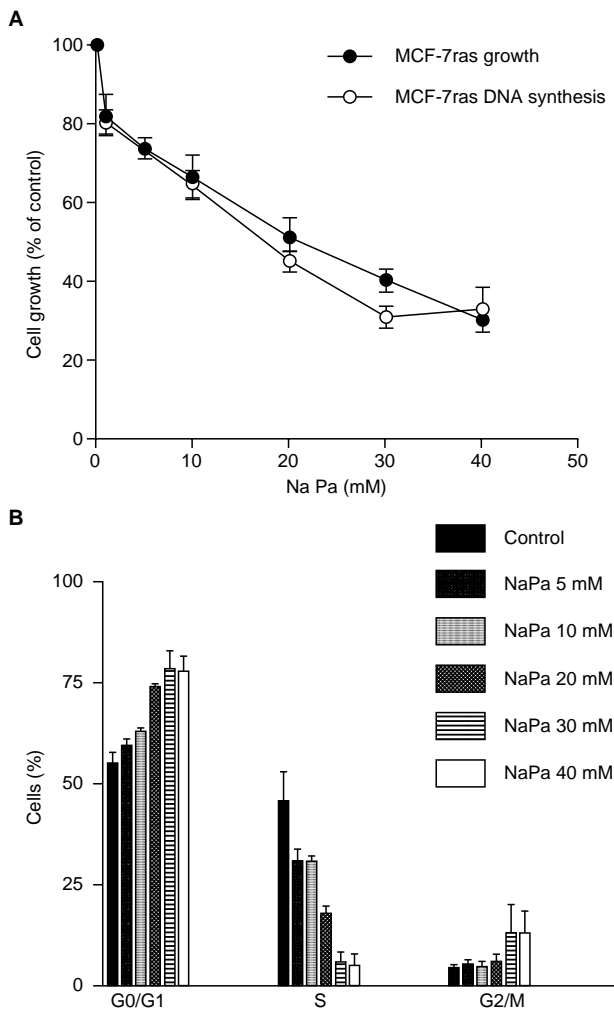 A
100
80
60
40
20
0
Cell growth (% of control)
0 10 20 30 40 50
Na Pa (mM)
MCF-7ras growth
MCF-7ras DNA synthesis
B
Control
NaPa 5 mM
NaPa 10 mM
NaPa 20 mM
NaPa 30 mM
NaPa 40 mM
100
75
50
25
0
Cells (%)
G0/G1 S G2/M